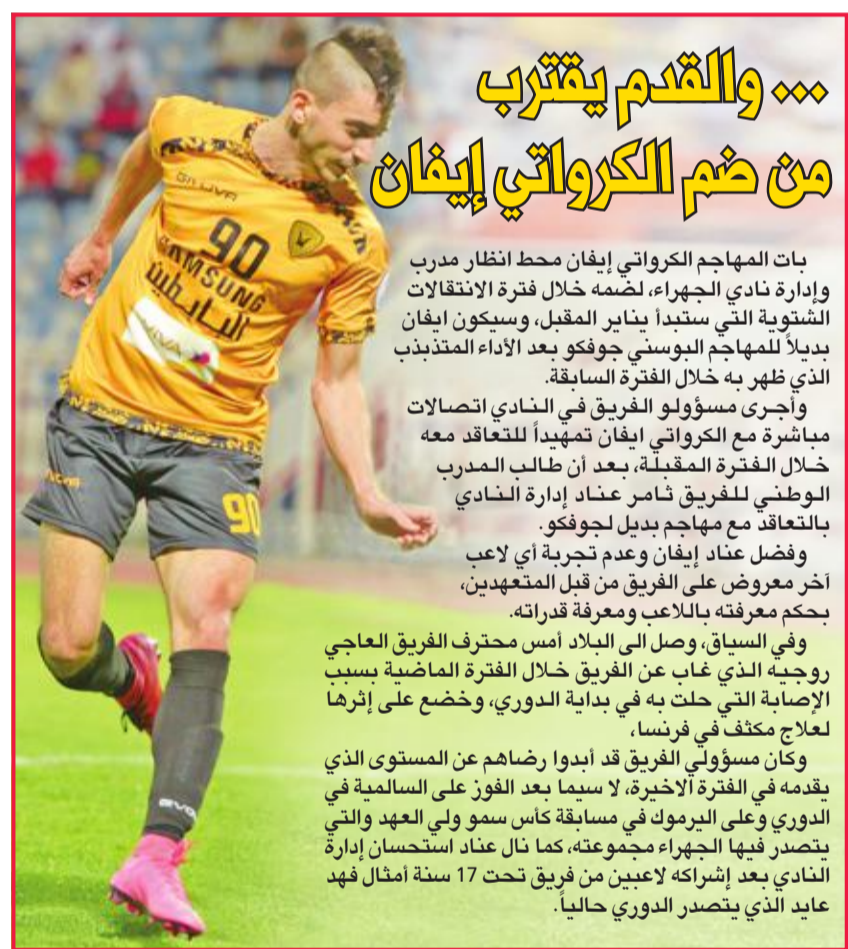 ... والقدم يقترب
من ضم الكرواتي إيفان
بات المهاجم الكرواتي إيفان محط انظار مدرب
وإدارة نادي الجهراء، لضمه خلال فترة الانتقالات
الشتوية التي ستبدأ يناير المقبل، وسيكون ايفان
بديلاً للمهاجم البوسني جوفكو بعد الأداء المتذبذب
الذي ظهر به خلال الفترة السابقة.
وأجرى مسؤولو الفريق في النادي اتصالات
مباشرة مع الكرواتي ايفان تمهيداً للتعاقد معه
خلال الفترة المقبلة، بعد أن طالب المدرب
الوطني للفريق ثامر عناد إدارة النادي
بالتعاقد مع مهاجم بديل لجوفكو.
وفضل عناد إيفان وعدم تجربة أي لاعب
آخر معروض على الفريق من قبل المتعهدين،
بحكم معرفته باللاعب ومعرفة قدراته.
وفي السياق، وصل الى البلاد أمس محترف الفريق العاجي
روجيه الذي غاب عن الفريق خلال الفترة الماضية بسبب
الإصابة التي حلت به في بداية الدوري، وخضع على إثرها
لعلاج مكثف في فرنسا،
وكان مسؤولي الفريق قد أبدوا رضاهم عن المستوى الذي
يقدمه في الفترة الاخيرة، لا سيما بعد الفوز على السالمية في
الدوري وعلى اليرموك في مسابقة كأس سمو ولي العهد والتي
يتصدر فيها الجهراء مجموعته، كما نال عناد استحسان إدارة
النادي بعد إشراكه لاعبين من فريق تحت 17 سنة أمثال فهد
عايد الذي يتصدر الدوري حالياً.
GIVOVA
90
SAMSUNG
البابطين
VIVA
90